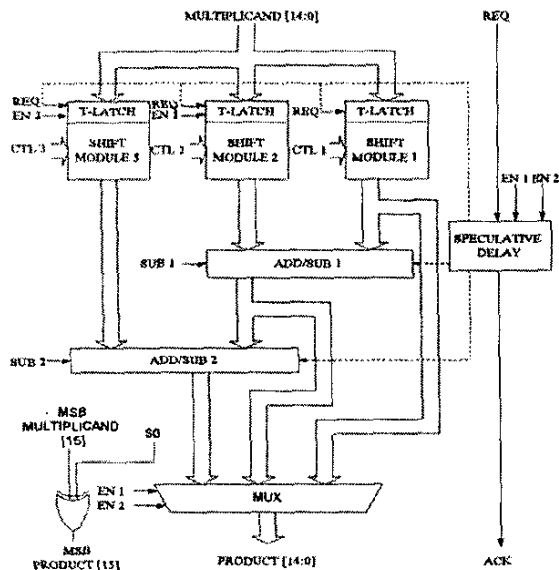 MULTIPLICAND [14:0]
REQ
REQ
EN 2
T-LATCH
REQ
EN 1
T-LATCH
REQ
T-LATCH
CTL 3
SHIFT
MODULE 3
CTL 2
SHIFT
MODULE 2
CTL 1
SHIFT
MODULE 1
EN 1
EN 2
SPECULATIVE
DELAY
SUB 1
ADD/SUB 1
SUB 2
ADD/SUB 2
MSB
MULTIPLICAND
[15]
SG
EN 1
EN 2
MUX
MSB
PRODUCT [15]
PRODUCT [14:0]
ACK